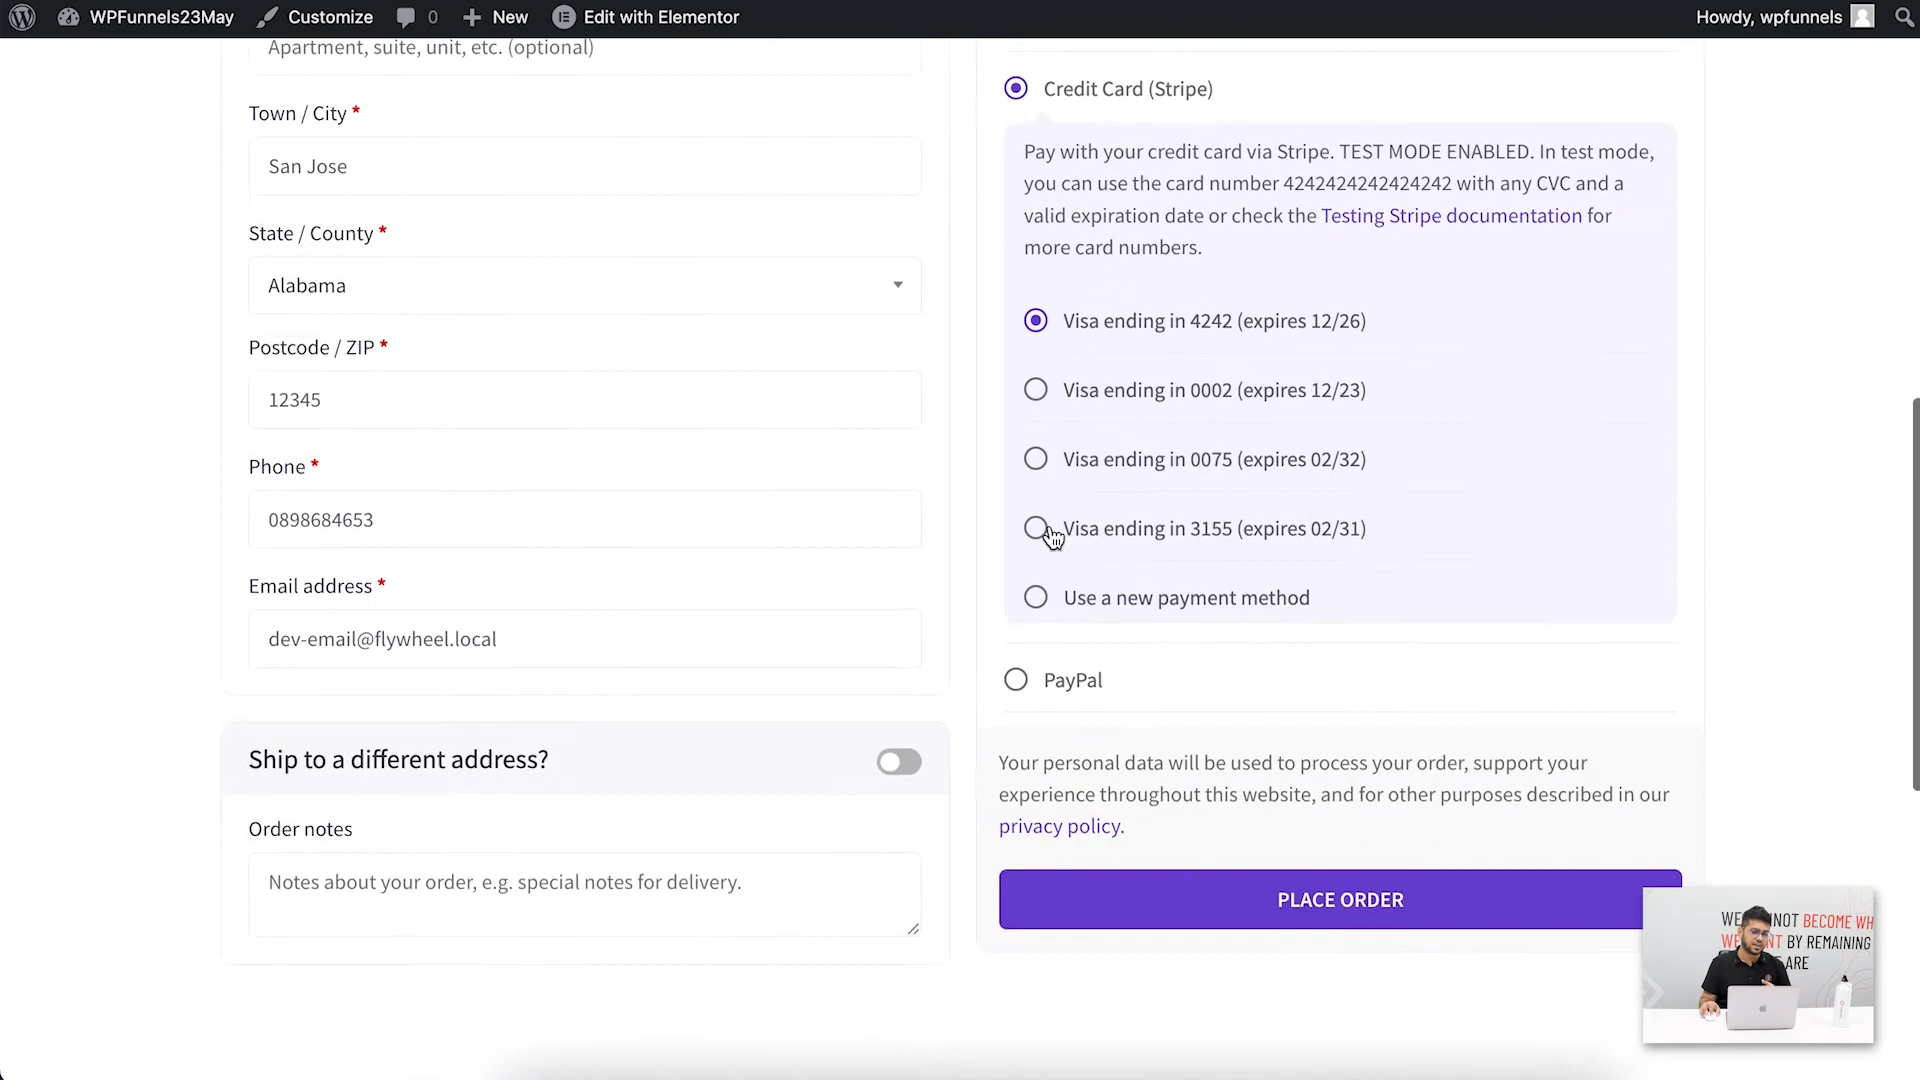 WPFunnels23May
Customize
0
New
Edit with Elementor
Howdy, wpfunnels
Apartment, suite, unit, etc. (optional)
Town / City *
San Jose
State / County *
Alabama
Postcode / ZIP *
12345
Phone *
0898684653
Email address *
dev-email@flywheel.local
Ship to a different address?
Order notes
Notes about your order, e.g. special notes for delivery.
Credit Card (Stripe)
Pay with your credit card via Stripe. TEST MODE ENABLED. In test mode,
you can use the card number 4242424242424242 with any CVC and a
valid expiration date or check the Testing Stripe documentation for
more card numbers.
Visa ending in 4242 (expires 12/26)
Visa ending in 0002 (expires 12/23)
Visa ending in 0075 (expires 02/32)
Visa ending in 3155 (expires 02/31)
Use a new payment method
PayPal
Your personal data will be used to process your order, support your
experience throughout this website, and for other purposes described in our
privacy policy.
PLACE ORDER
BECOME
BY REMAINING
ARE